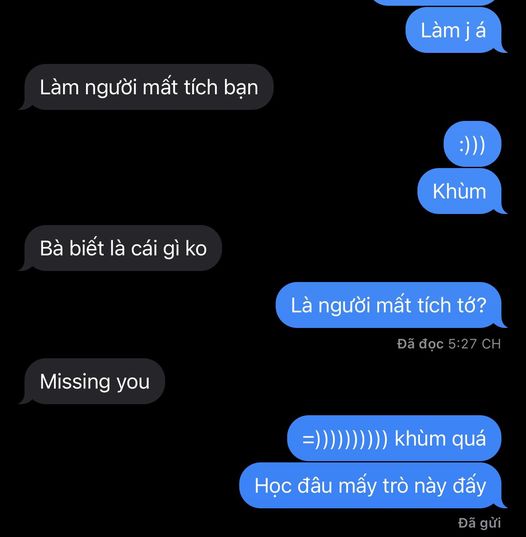 Làm j á
Làm người mất tích bạn
:)))
Khùm
Bà biết là cái gì ko
Là người mất tích tớ?
Đã đọc 5:27 CH
Missing you
=)))))))))) khùm quá
Học đâu mấy trò này đấy
Đã gửi